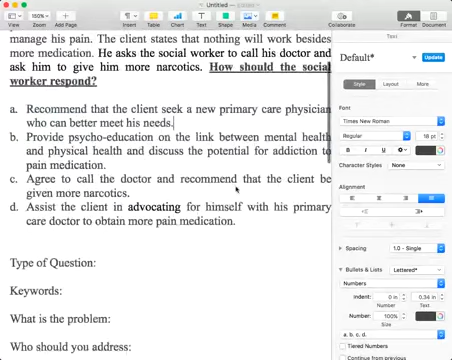 Untitled
150%
View
Zoom
Add Page
Insert
Table
Chart
Text
Shape
Media
Comment
Collaborate
Format
Document
manage his pain. The client states that nothing will work besides
more medication. He asks the social worker to call his doctor and
ask him to give him more narcotics. How should the social
worker respond?
a. Recommend that the client seek a new primary care physician
who can better meet his needs.
b. Provide psycho-education on the link between mental health
and physical health and discuss the potential for addiction to
pain medication.
c. Agree to call the doctor and recommend that the client be
given more narcotics.
d. Assist the client in advocating for himself with his primary
care doctor to obtain more pain medication.
Type of Question:
Keywords:
What is the problem:
Who should you address:
Text
Default*
Update
Style
Layout
More
Font
Times New Roman
Regular
18 pt
B I U
Character Styles
None
Alignment
Spacing
1.0 - Single
Bullets & Lists
Lettered*
Numbers
Indent:
0 in
0.34 in
Number
Text
Number:
100%
Size
a. b. c. d.
Tiered Numbers
Continue from previous